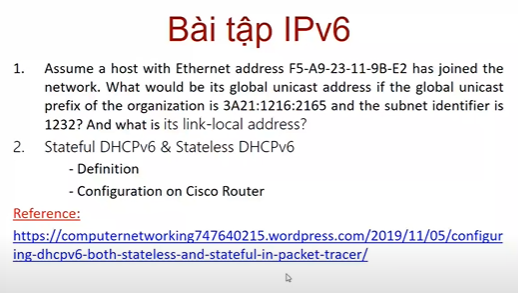 Bài tập IPv6
1. Assume a host with Ethernet address F5-A9-23-11-9B-E2 has joined the
network. What would be its global unicast address if the global unicast
prefix of the organization is 3A21:1216:2165 and the subnet identifier is
1232? And what is its link-local address?
2. Stateful DHCPv6 & Stateless DHCPv6
- Definition
- Configuration on Cisco Router
Reference:
https://computernetworking747640215.wordpress.com/2019/11/05/configur
ing-dhcpv6-both-stateless-and-stateful-in-packet-tracer/